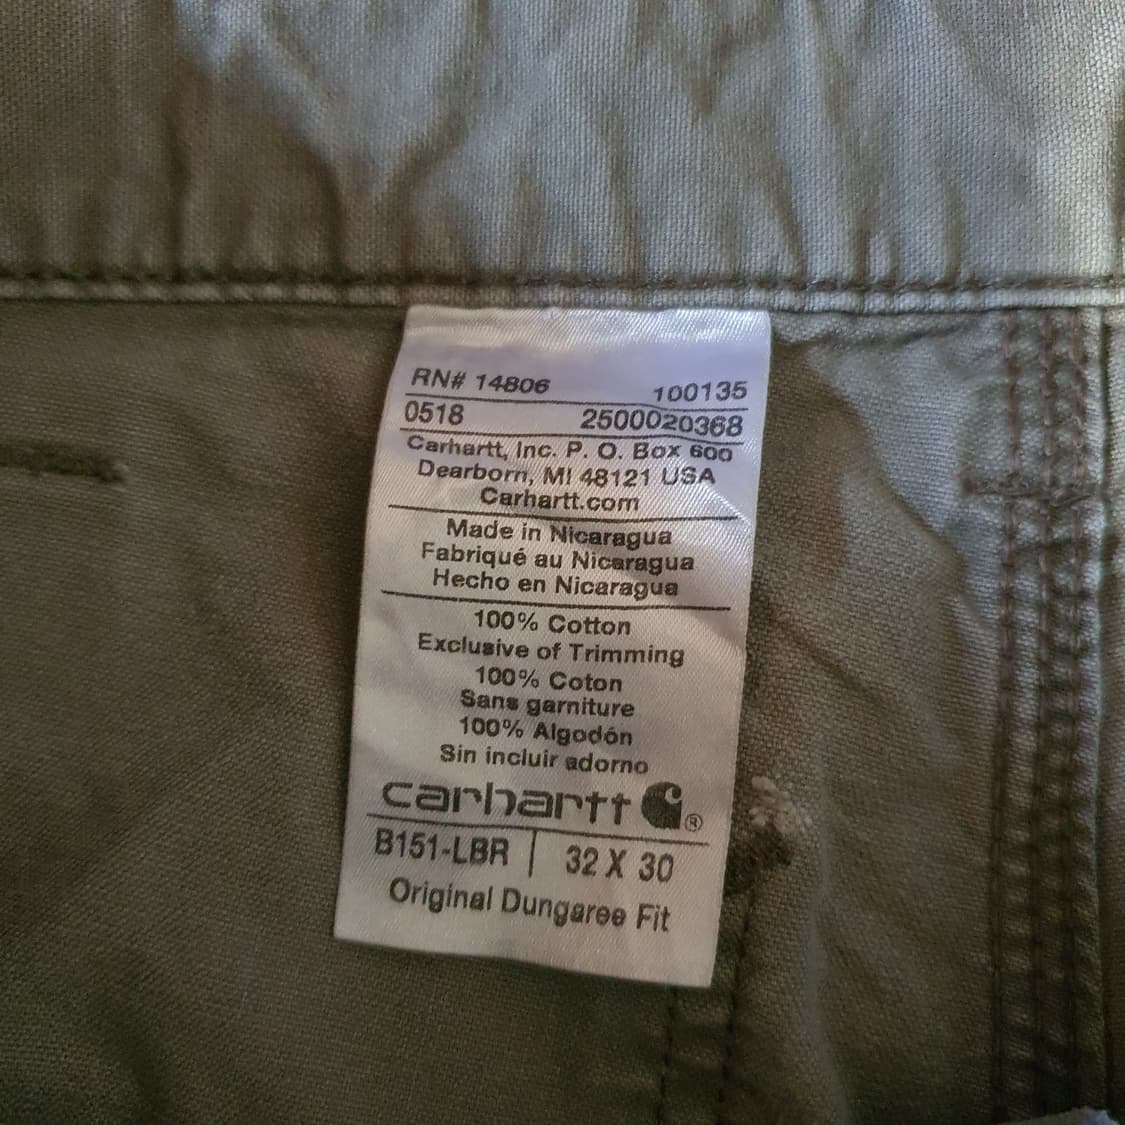 RN# 14806 100135
0518 2500020368
Carhartt, Inc. P. O. Box 600
Dearborn, MI 48121 USA
Carhartt.com
Made in Nicaragua
Fabriqué au Nicaragua
Hecho en Nicaragua
100% Cotton
Exclusive of Trimming
100% Coton
Sans garniture
100% Algodón
Sin incluir adorno
carhartt ®
B151-LBR | 32 X 30
Original Dungaree Fit